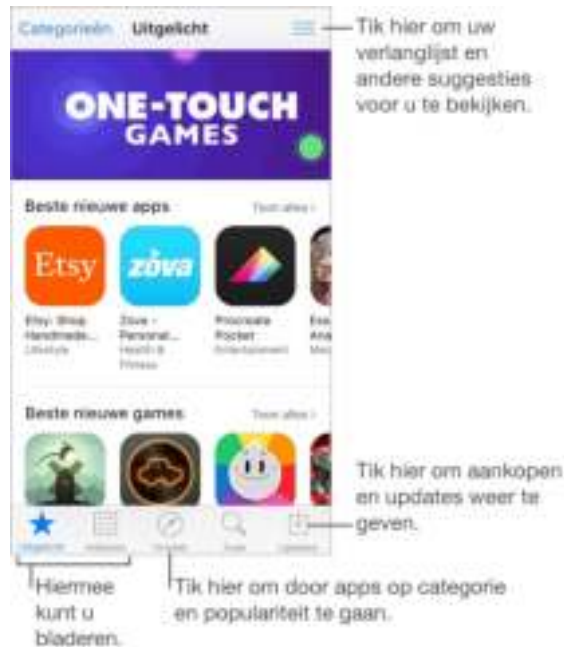 Categorieën Uitgelicht
Tik hier om uw
verlanglijst en
andere suggesties
voor u te bekijken.
ONE-TOUCH
GAMES
Beste nieuwe apps Toon alles >
Etsy
zova
Etsy: Shop
Handmade...
Lifestyle
Zova -
Personal...
Health &
Fitness
Procreate
Pocket
Entertainment
Beste nieuwe games Toon alles >
Tik hier om aankopen
en updates weer te
geven.
Uitgelicht
Hiermee
kunt u
bladeren.
Tik hier om door apps op categorie
en populariteit te gaan.